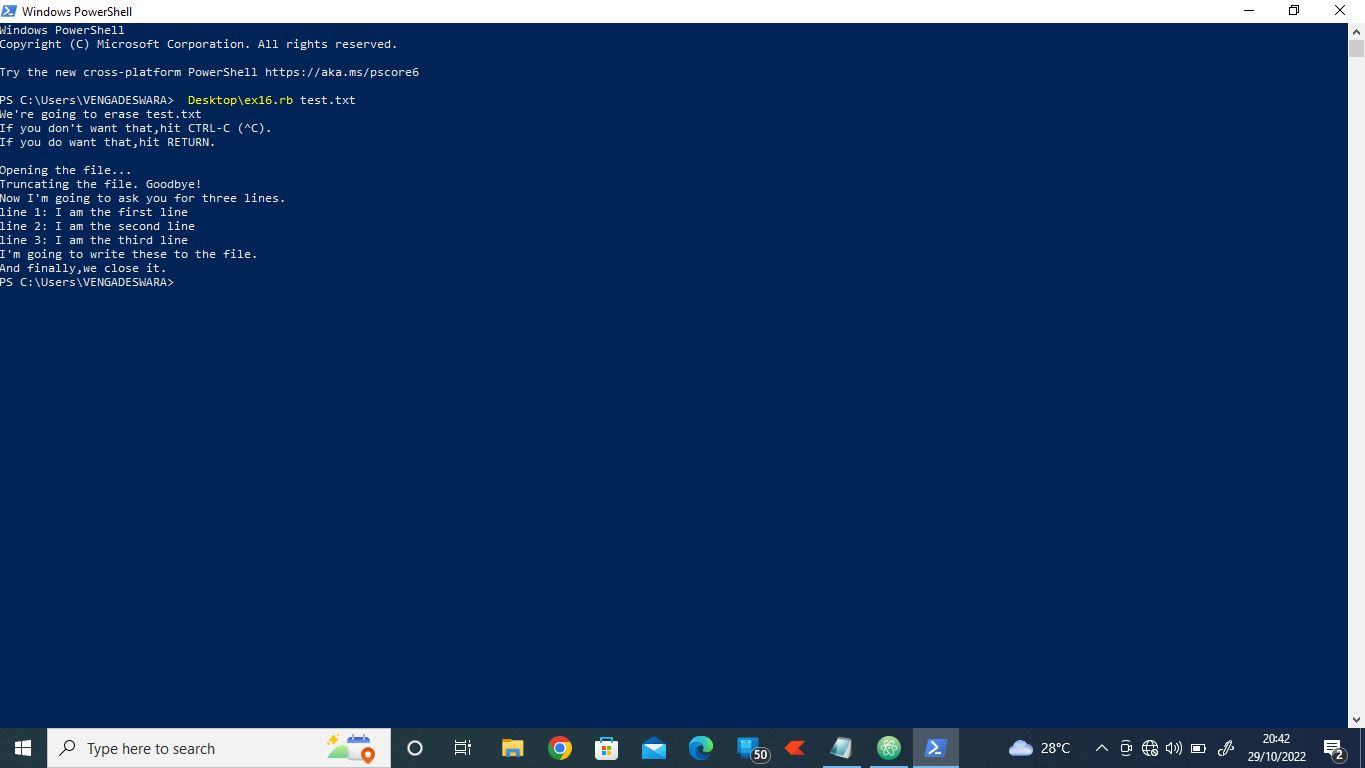 Windows PowerShell
Windows PowerShell
Copyright (C) Microsoft Corporation. All rights reserved.
Try the new cross-platform PowerShell https://aka.ms/pscore6
PS C:\Users\VENGADESWARA>  Desktop\ex16.rb test.txt
We're going to erase test.txt
If you don't want that,hit CTRL-C (^C).
If you do want that,hit RETURN.
Opening the file...
Truncating the file. Goodbye!
Now I'm going to ask you for three lines.
line 1: I am the first line
line 2: I am the second line
line 3: I am the third line
I'm going to write these to the file.
And finally,we close it.
PS C:\Users\VENGADESWARA>
Type here to search
50
28°C
20:42
29/10/2022
2